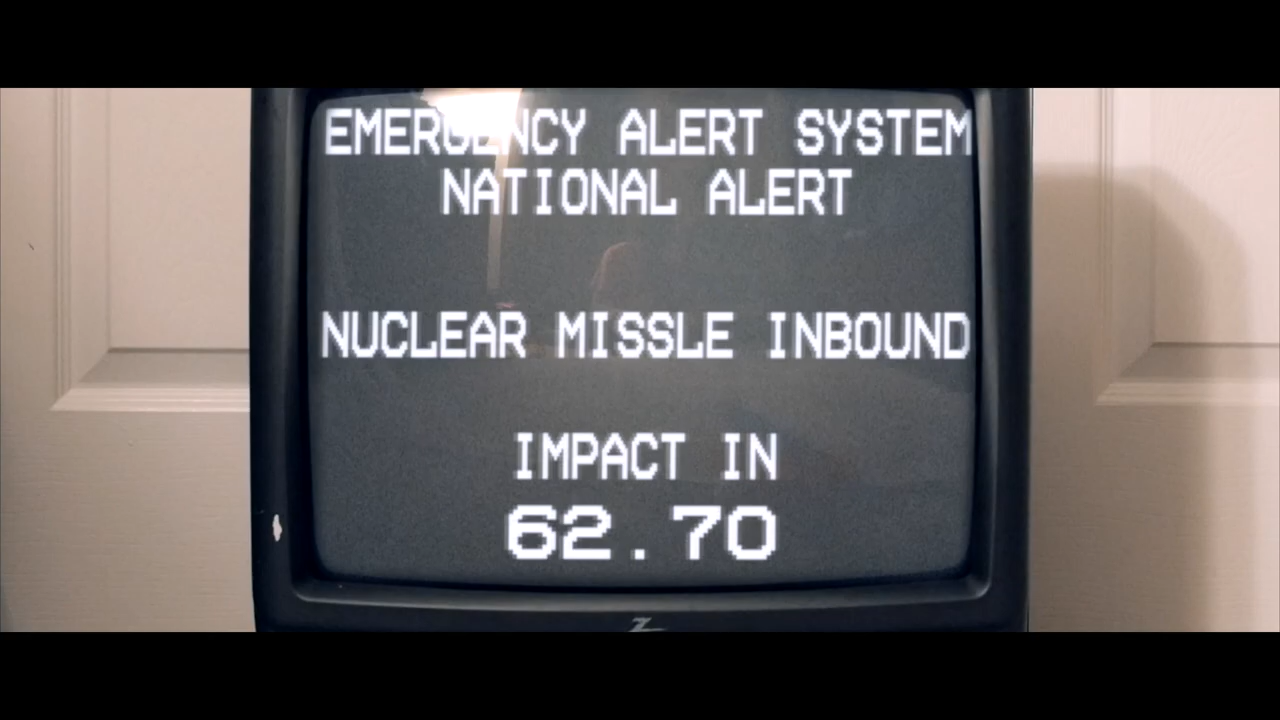 EMERGENCY ALERT SYSTEM
NATIONAL ALERT
NUCLEAR MISSLE INBOUND
IMPACT IN
62.70